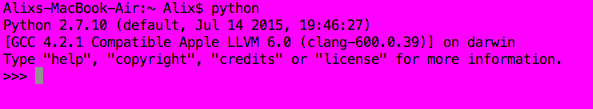 Alixs-MacBook-Air:~ Alix$ python
Python 2.7.10 (default, Jul 14 2015, 19:46:27)
[GCC 4.2.1 Compatible Apple LLVM 6.0 (clang-600.0.39)] on darwin
Type "help", "copyright", "credits" or "license" for more information.
>>>